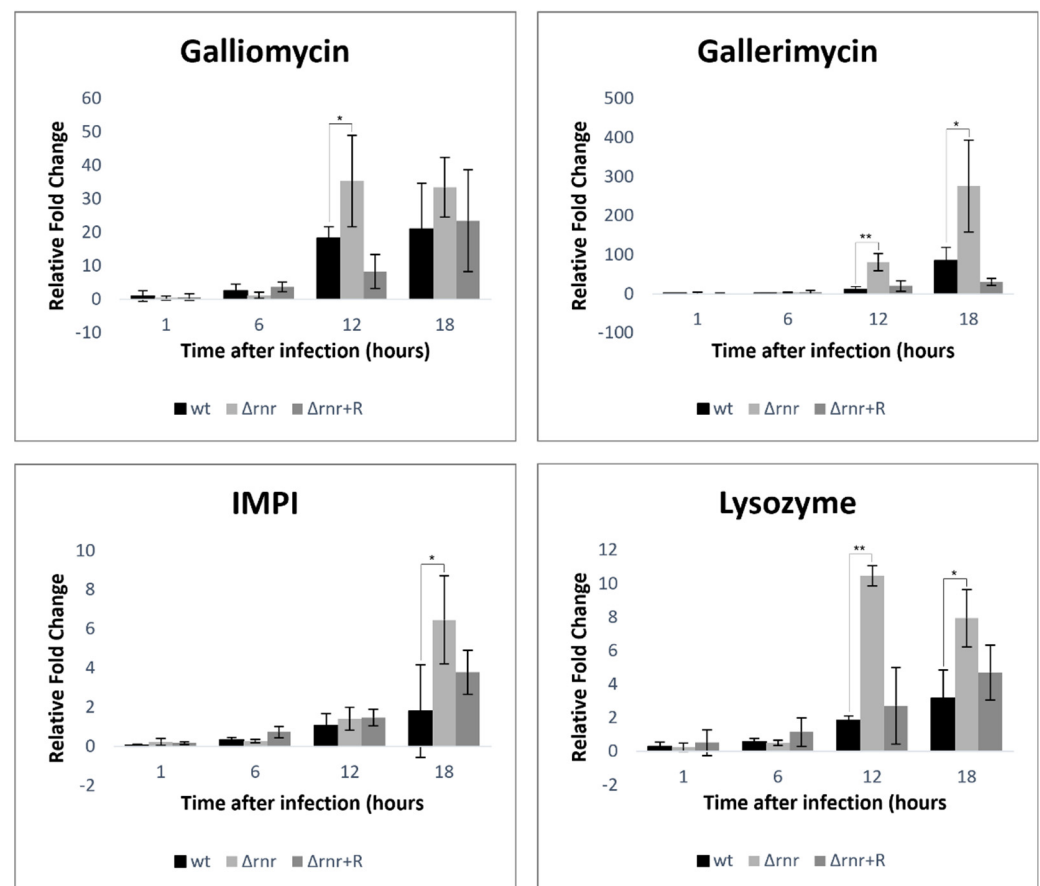 Galliomycin
Relative Fold Change
60
50
40
30
20
10
0
-10
*
1 6 12 18
Time after infection (hours)
wt Δrnr Δrnr+R
Gallerimycin
Relative Fold Change
500
400
300
200
100
0
-100
**
*
1 6 12 18
Time after infection (hours
wt Δrnr Δrnr+R
IMPI
Relative Fold Change
10
8
6
4
2
0
-2
*
1 6 12 18
Time after infection (hours
wt Δrnr Δrnr+R
Lysozyme
Relative Fold Change
12
10
8
6
4
2
0
-2
**
*
1 6 12 18
Time after infection (hours
wt Δrnr Δrnr+R